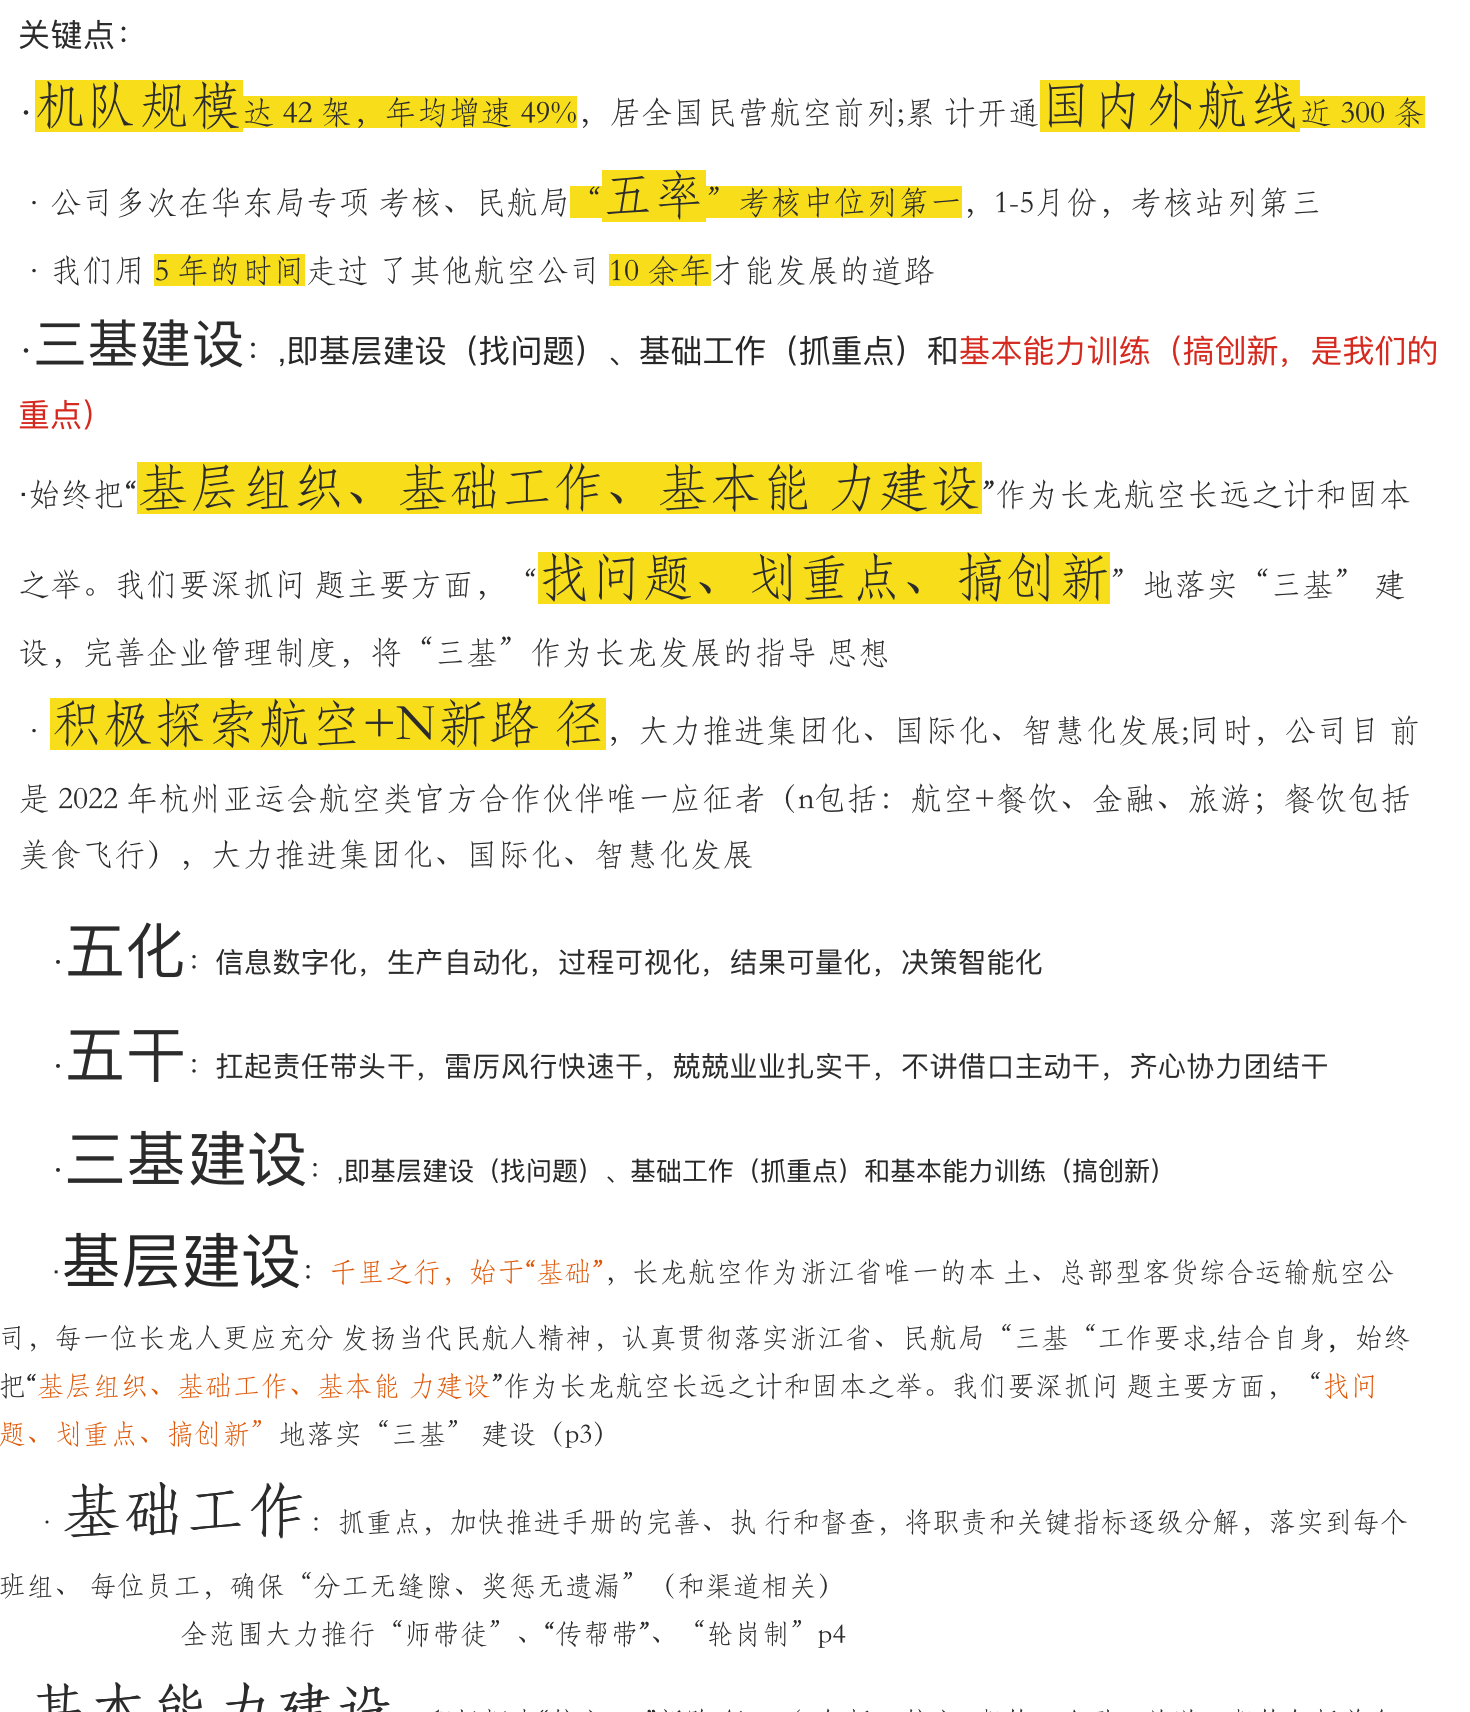 关键点：
·机队规模达 42 架，年均增速 49%，居全国民营航空前列;累 计开通国内外航线近 300 条
· 公司多次在华东局专项 考核、民航局“五率”考核中位列第一，1-5月份，考核站列第三
· 我们用 5 年的时间走过 了其他航空公司 10 余年才能发展的道路
·三基建设：,即基层建设（找问题）、基础工作（抓重点）和基本能力训练（搞创新，是我们的
重点）
·始终把“基层组织、基础工作、基本能 力建设”作为长龙航空长远之计和固本
之举。我们要深抓问 题主要方面，“找问题、划重点、搞创新”地落实“三基” 建
设，完善企业管理制度，将“三基”作为长龙发展的指导 思想
· 积极探索航空+N新路 径，大力推进集团化、国际化、智慧化发展;同时，公司目 前
是 2022 年杭州亚运会航空类官方合作伙伴唯一应征者（n包括：航空+餐饮、金融、旅游；餐饮包括
美食飞行），大力推进集团化、国际化、智慧化发展
·五化：信息数字化，生产自动化，过程可视化，结果可量化，决策智能化
·五干：扛起责任带头干，雷厉风行快速干，兢兢业业扎实干，不讲借口主动干，齐心协力团结干
·三基建设：,即基层建设（找问题）、基础工作（抓重点）和基本能力训练（搞创新）
·基层建设：千里之行，始于“基础”，长龙航空作为浙江省唯一的本 土、总部型客货综合运输航空公
司，每一位长龙人更应充分 发扬当代民航人精神，认真贯彻落实浙江省、民航局“三基“工作要求,结合自身，始终
把“基层组织、基础工作、基本能 力建设”作为长龙航空长远之计和固本之举。我们要深抓问 题主要方面，“找问
题、划重点、搞创新”地落实“三基” 建设（p3）
· 基础工作：抓重点，加快推进手册的完善、执 行和督查，将职责和关键指标逐级分解，落实到每个
班组、 每位员工，确保“分工无缝隙、奖惩无遗漏”（和渠道相关）
全范围大力推行“师带徒”、“传帮带”、“轮岗制”p4
基本能力建设